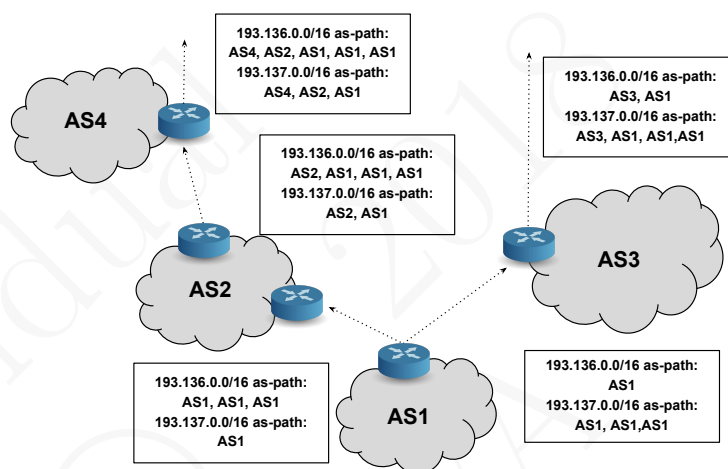 193.136.0.0/16 as-path:
AS4, AS2, AS1, AS1, AS1
193.137.0.0/16 as-path:
AS4, AS2, AS1
193.136.0.0/16 as-path:
AS3, AS1
193.137.0.0/16 as-path:
AS3, AS1, AS1,AS1
AS4
193.136.0.0/16 as-path:
AS2, AS1, AS1, AS1
193.137.0.0/16 as-path:
AS2, AS1
AS3
AS2
193.136.0.0/16 as-path:
AS1, AS1, AS1
193.137.0.0/16 as-path:
AS1
AS1
193.136.0.0/16 as-path:
AS1
193.137.0.0/16 as-path:
AS1, AS1,AS1
2018